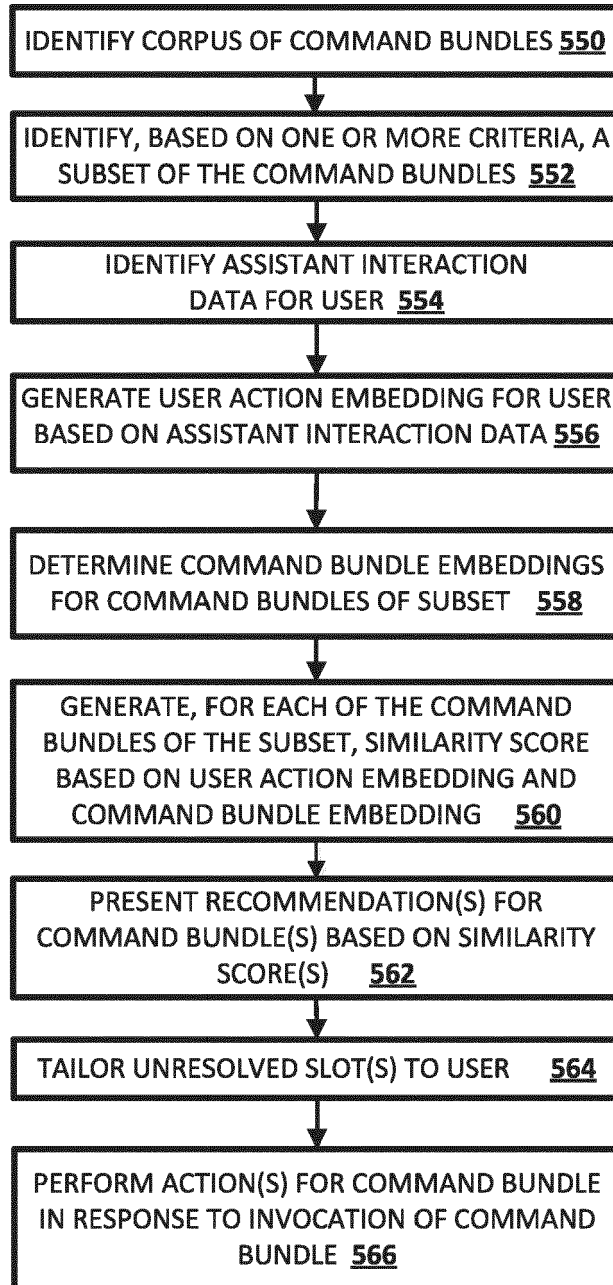 IDENTIFY CORPUS OF COMMAND BUNDLES 550
IDENTIFY, BASED ON ONE OR MORE CRITERIA, A
SUBSET OF THE COMMAND BUNDLES 552
IDENTIFY ASSISTANT INTERACTION
DATA FOR USER 554
GENERATE USER ACTION EMBEDDING FOR USER
BASED ON ASSISTANT INTERACTION DATA 556
DETERMINE COMMAND BUNDLE EMBEDDINGS
FOR COMMAND BUNDLES OF SUBSET 558
GENERATE, FOR EACH OF THE COMMAND
BUNDLES OF THE SUBSET, SIMILARITY SCORE
BASED ON USER ACTION EMBEDDING AND
COMMAND BUNDLE EMBEDDING 560
PRESENT RECOMMENDATION(S) FOR
COMMAND BUNDLE(S) BASED ON SIMILARITY
SCORE(S) 562
TAILOR UNRESOLVED SLOT(S) TO USER 564
PERFORM ACTION(S) FOR COMMAND BUNDLE
IN RESPONSE TO INVOCATION OF COMMAND
BUNDLE 566